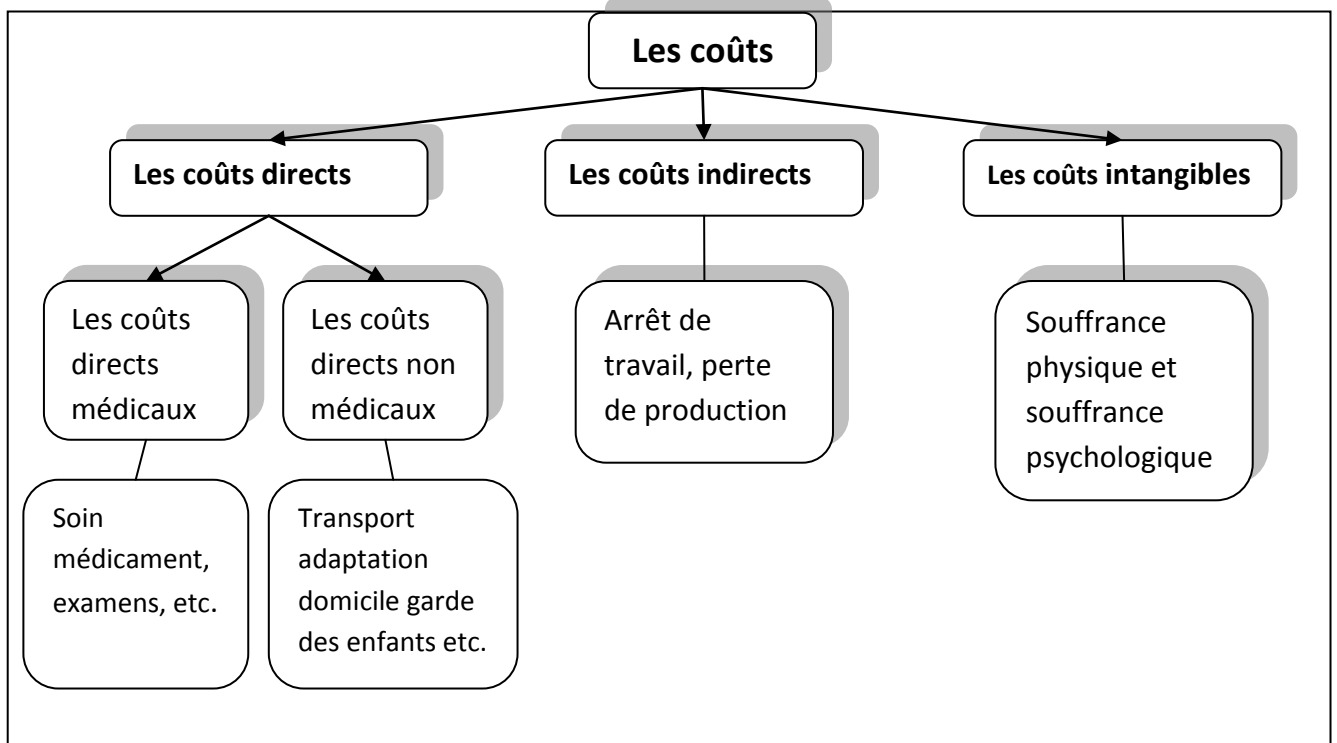 Les coûts
Les coûts directs
Les coûts indirects
Les coûts intangibles
Les coûts
directs
médicaux
Les coûts
directs non
médicaux
Arrêt de
travail, perte
de production
Souffrance
physique et
souffrance
psychologique
Soin
médicament,
examens, etc.
Transport
adaptation
domicile garde
des enfants etc.